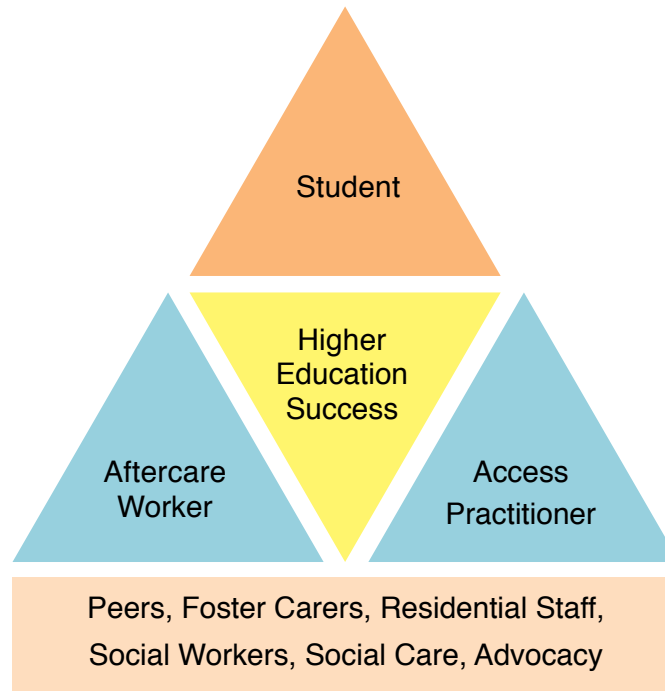 Student
Higher
Education
Success
Aftercare
Worker
Access
Practitioner
Peers, Foster Carers, Residential Staff,
Social Workers, Social Care, Advocacy